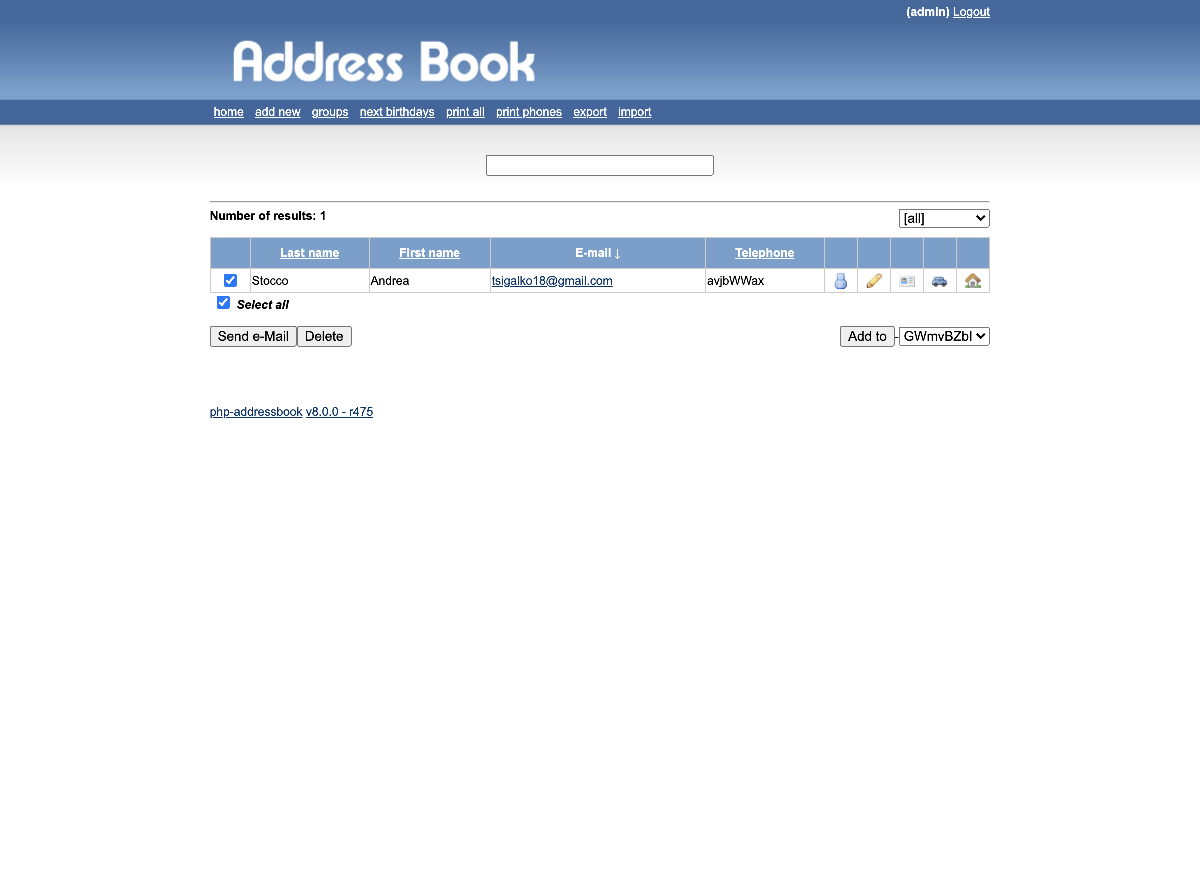 (admin) Logout
Address Book
home add new groups next birthdays print all print phones export import
Number of results: 1
[all]
Last name First name E-mail ↓ Telephone
Stocco Andrea tsigalko18@gmail.com avjbWWax
Select all
Send e-Mail Delete Add to - GWmvBZbI
php-addressbook v8.0.0 - r475